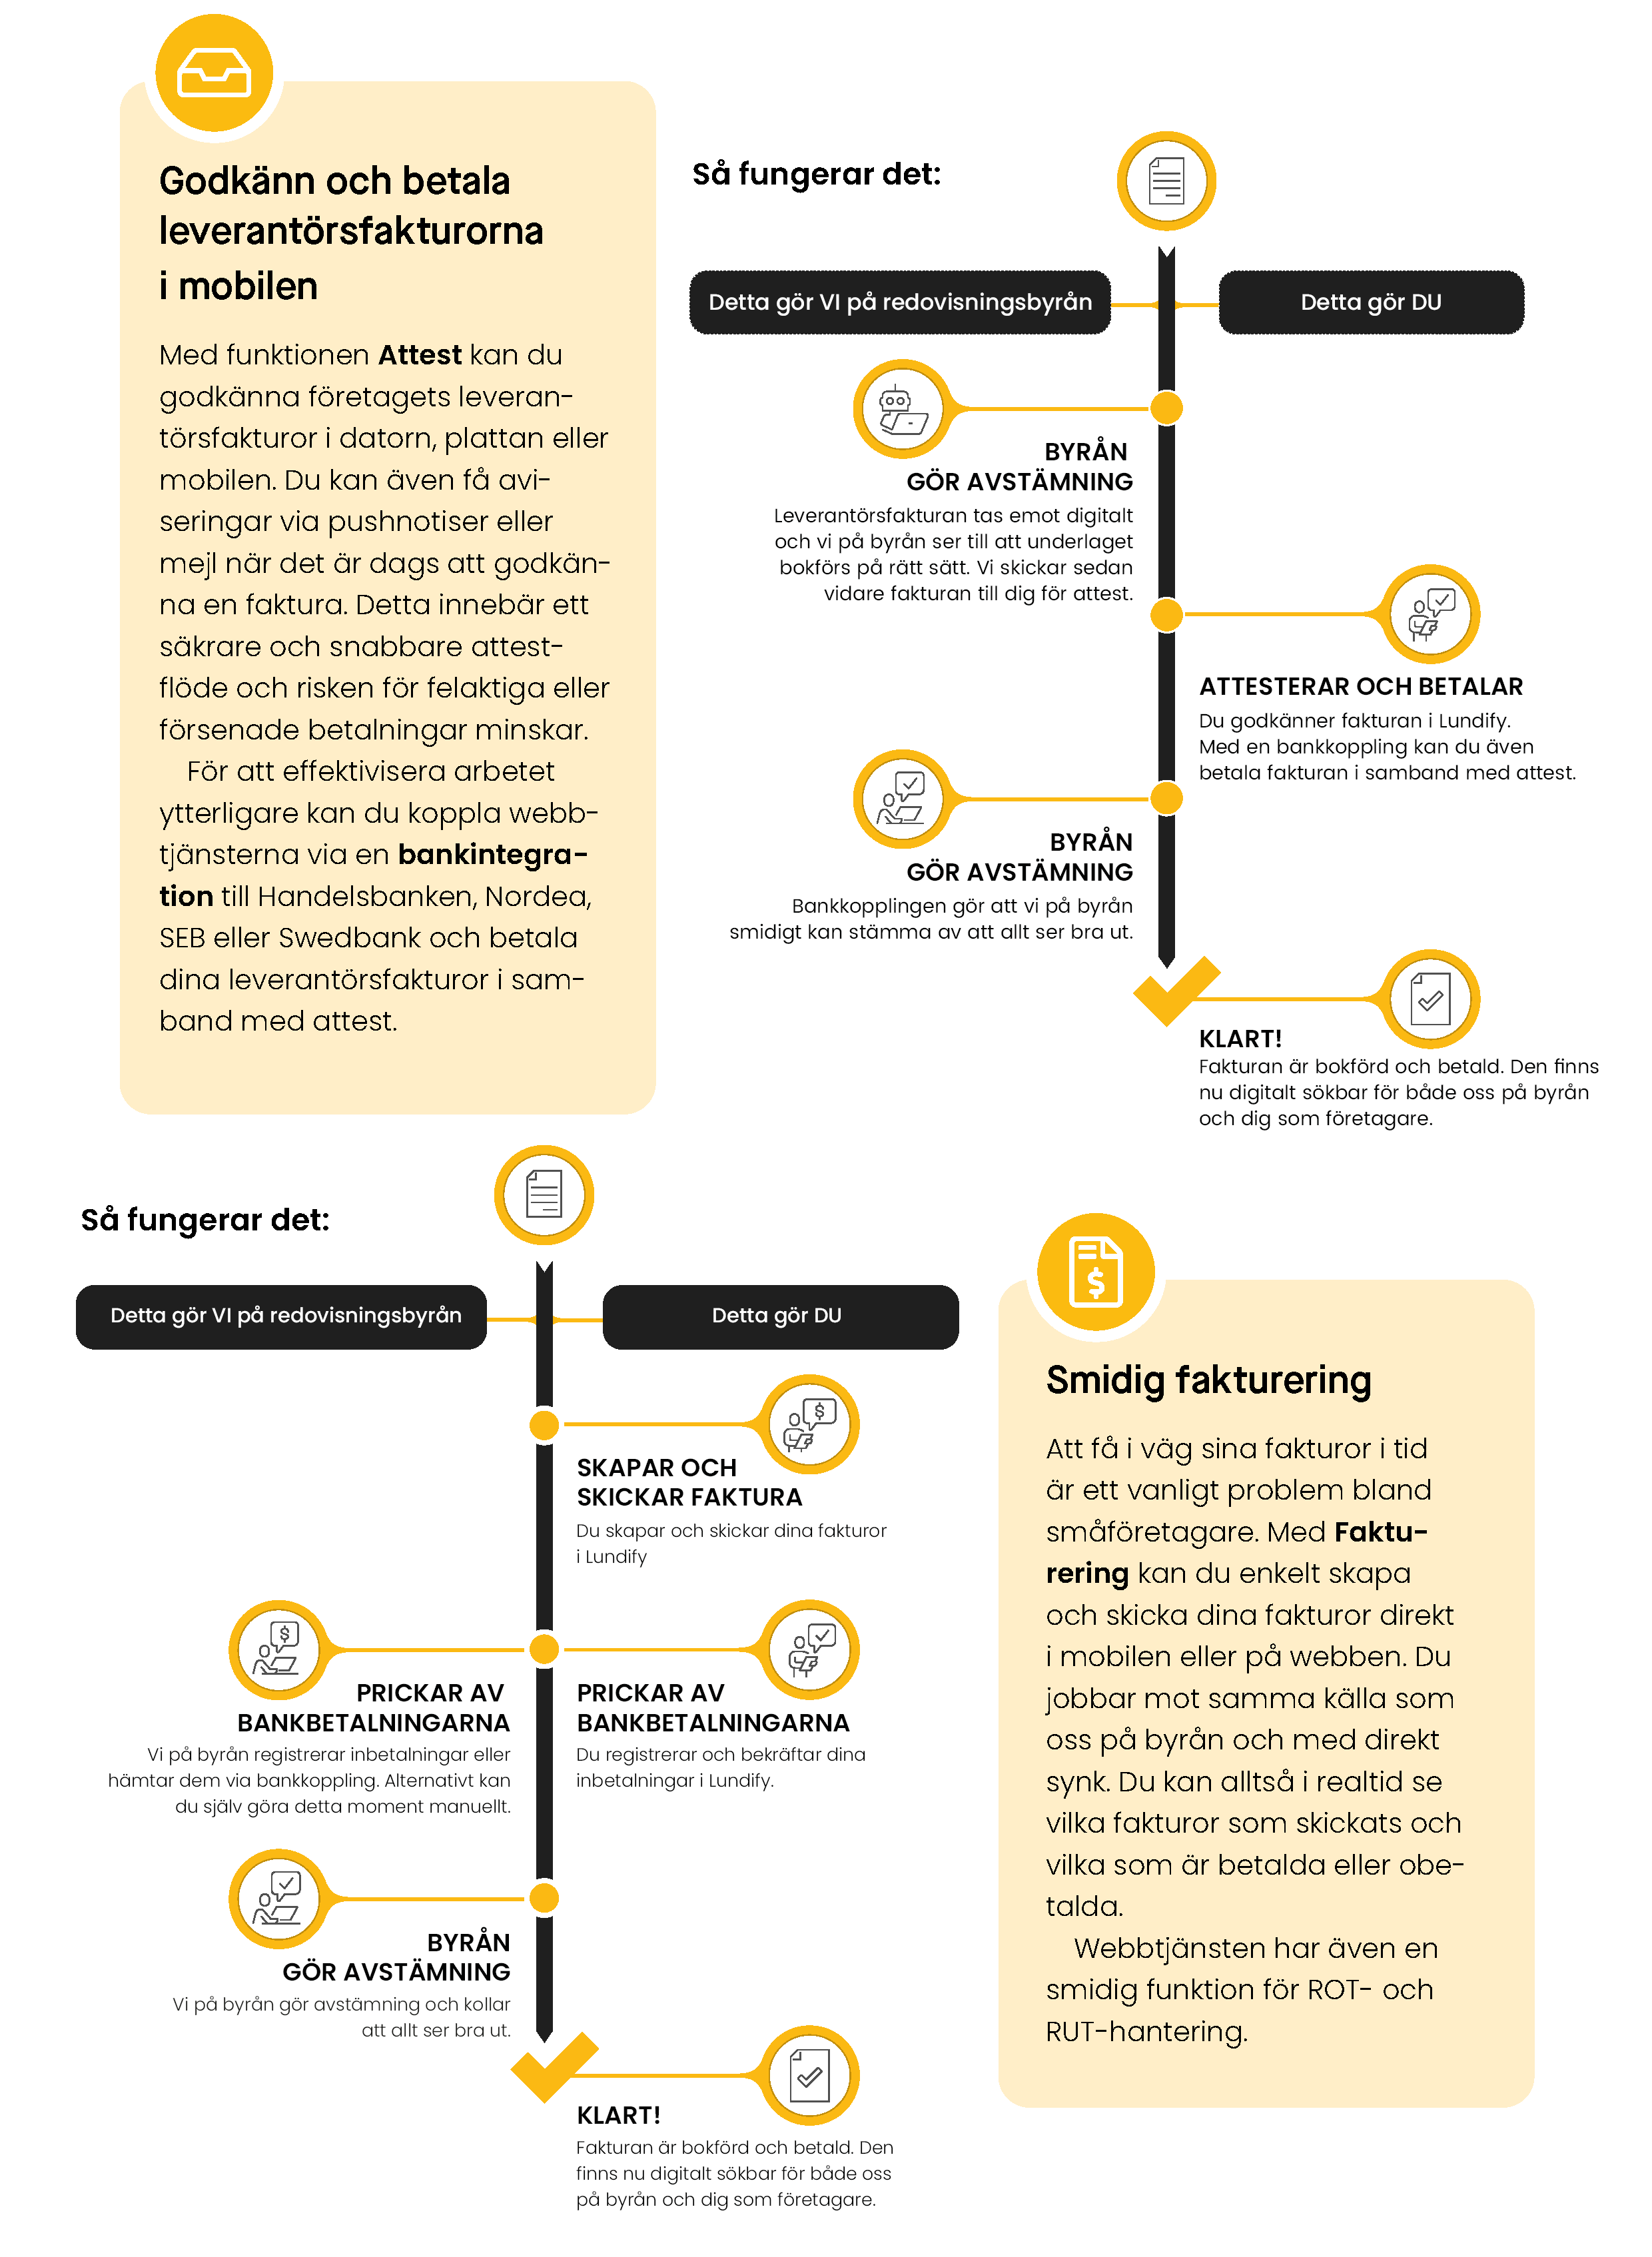 Godkänn och betala
leverantörsfakturorna
i mobilen
Med funktionen Attest kan du
godkänna företagets leveran-
törsfakturor i datorn, plattan eller
mobilen. Du kan även få avi-
seringar via pushnotiser eller
mejl när det är dags att godkän-
na en faktura. Detta innebär ett
säkrare och snabbare attest-
flöde och risken för felaktiga eller
försenade betalningar minskar.
För att effektivisera arbetet
ytterligare kan du koppla webb-
tjänsterna via en bankintegra-
tion till Handelsbanken, Nordea,
SEB eller Swedbank och betala
dina leverantörsfakturor i sam-
band med attest.
Så fungerar det:
Detta gör VI på redovisningsbyrån
Detta gör DU
BYRÅN
GÖR AVSTÄMNING
Leverantörsfakturan tas emot digitalt
och vi på byrån ser till att underlaget
bokförs på rätt sätt. Vi skickar sedan
vidare fakturan till dig för attest.
ATTESTERAR OCH BETALAR
Du godkänner fakturan i Lundify.
Med en bankkoppling kan du även
betala fakturan i samband med attest.
BYRÅN
GÖR AVSTÄMNING
Bankkopplingen gör att vi på byrån
smidigt kan stämma av att allt ser bra ut.
KLART!
Fakturan är bokförd och betald. Den finns
nu digitalt sökbar för både oss på byrån
och dig som företagare.
Så fungerar det:
Detta gör VI på redovisningsbyrån
Detta gör DU
SKAPAR OCH
SKICKAR FAKTURA
Du skapar och skickar dina fakturor
i Lundify
PRICKAR AV
BANKBETALNINGARNA
Vi på byrån registrerar inbetalningar eller
hämtar dem via bankkoppling. Alternativt kan
du själv göra detta moment manuellt.
PRICKAR AV
BANKBETALNINGARNA
Du registrerar och bekräftar dina
inbetalningar i Lundify.
BYRÅN
GÖR AVSTÄMNING
Vi på byrån gör avstämning och kollar
att allt ser bra ut.
KLART!
Fakturan är bokförd och betald. Den
finns nu digitalt sökbar för både oss
på byrån och dig som företagare.
Smidig fakturering
Att få i väg sina fakturor i tid
är ett vanligt problem bland
småföretagare. Med Faktu-
rering kan du enkelt skapa
och skicka dina fakturor direkt
i mobilen eller på webben. Du
jobbar mot samma källa som
oss på byrån och med direkt
synk. Du kan alltså i realtid se
vilka fakturor som skickats och
vilka som är betalda eller obe-
talda.
Webbtjänsten har även en
smidig funktion för ROT- och
RUT-hantering.